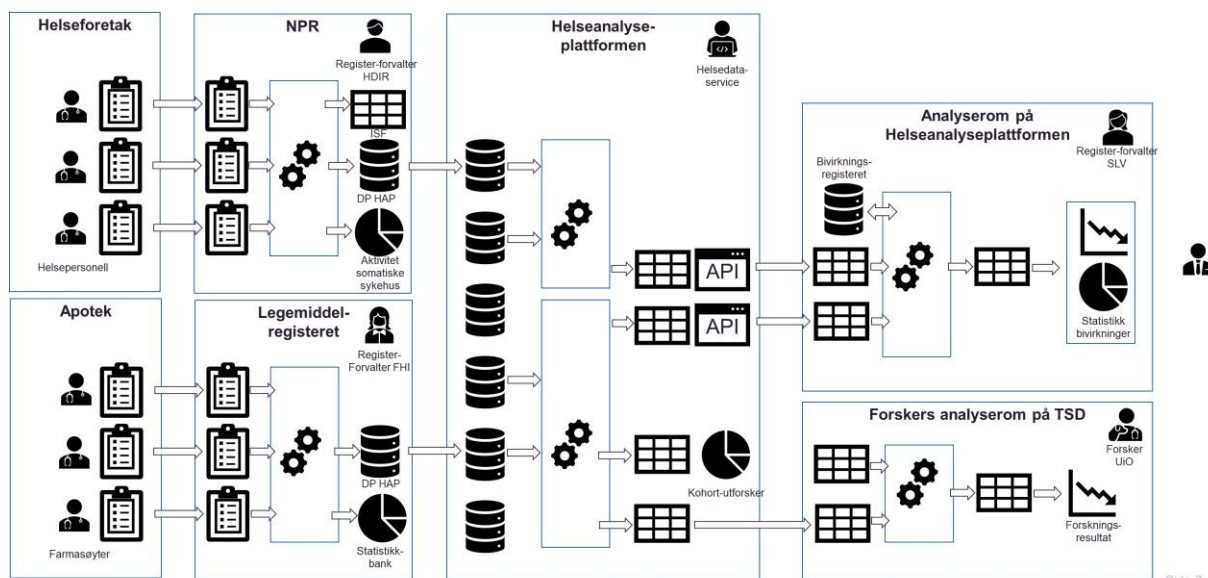 Helseforetak
Helsepersonell
NPR
Register-forvalter
HDIR
ISF
DP HAP
Aktivitet
somatiske
sykehus
Apotek
Farmasøyter
Legemiddel-
registeret
Register-
Forvalter FHI
DP HAP
Statistikk-
bank
Helseanalyse-
plattformen
Helsedata-
service
API
API
Kohort-utforsker
Analyserom på
Helseanalyseplattformen
Register-forvalter
SLV
Bivirknings-
registeret
Statistikk
bivirkninger
Forskers analyserom på TSD
Forsker
UiO
Forsknings-
resultat